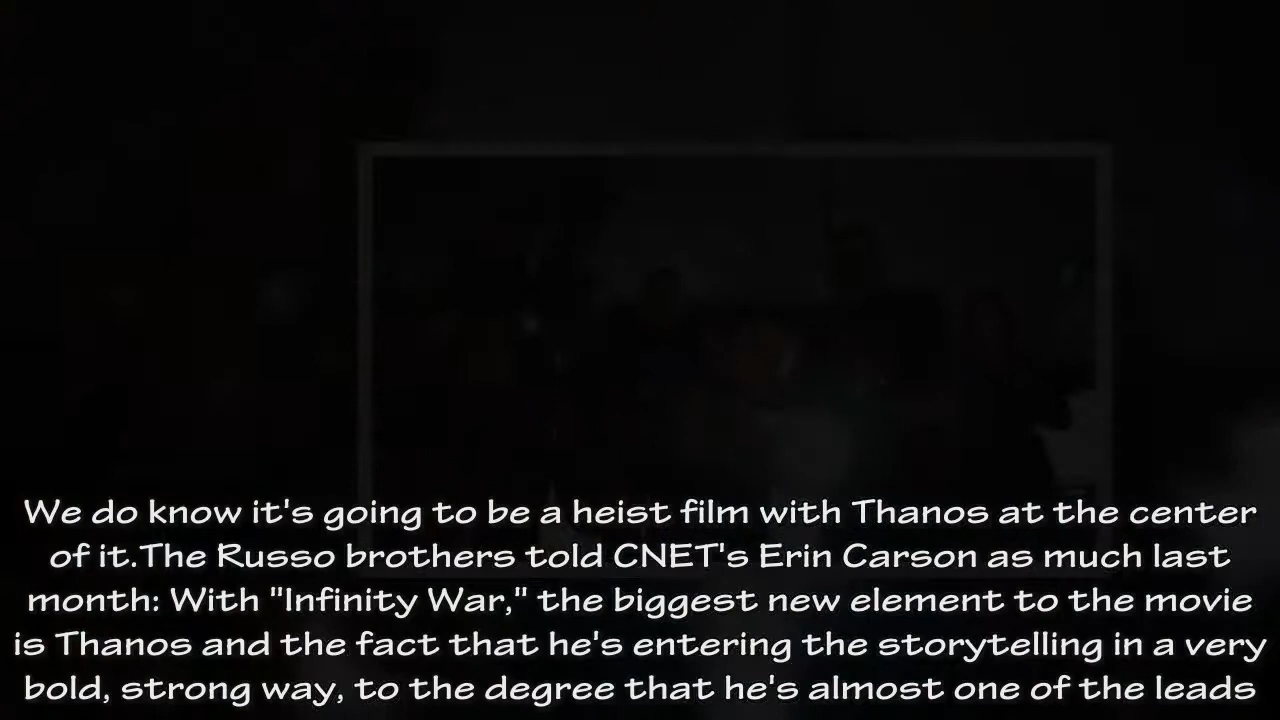 We do know it's going to be a heist film with Thanos at the center
of it.The Russo brothers told CNET's Erin Carson as much last
month: With "Infinity War," the biggest new element to the movie
is Thanos and the fact that he's entering the storytelling in a very
bold, strong way, to the degree that he's almost one of the leads